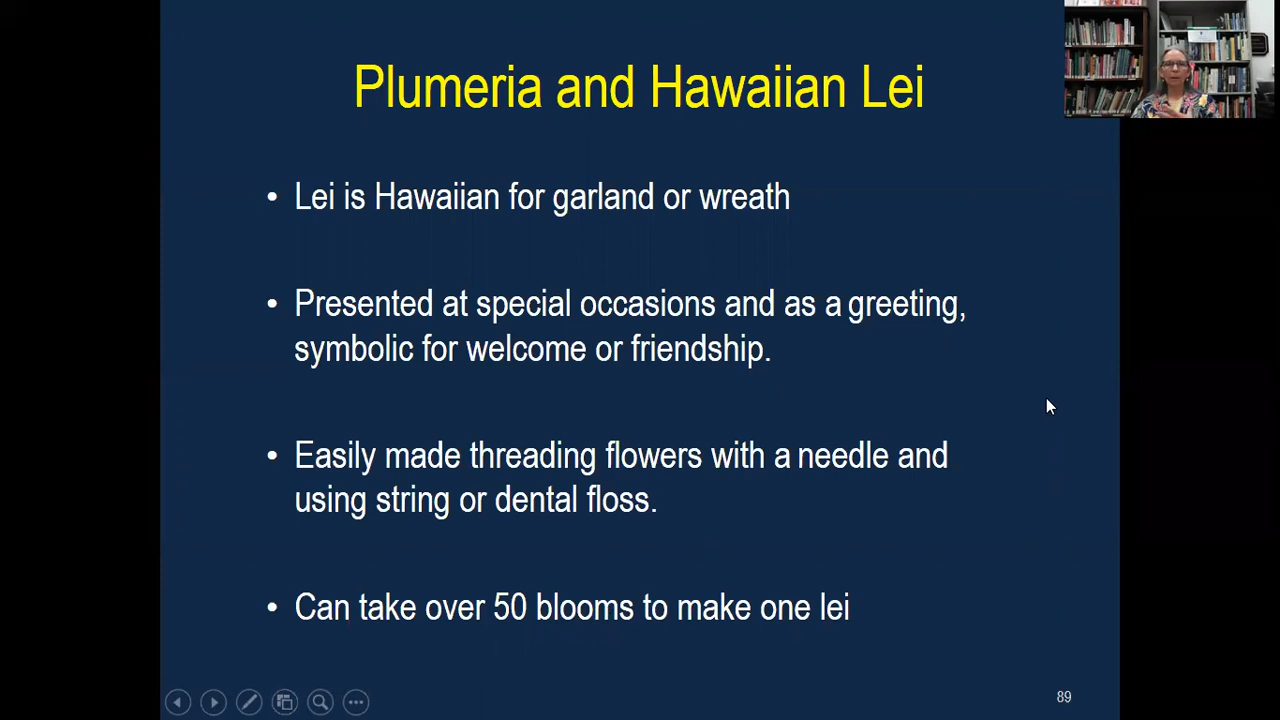 Plumeria and Hawaiian Lei
• Lei is Hawaiian for garland or wreath
• Presented at special occasions and as a greeting,
symbolic for welcome or friendship.
• Easily made threading flowers with a needle and
using string or dental floss.
• Can take over 50 blooms to make one lei
89